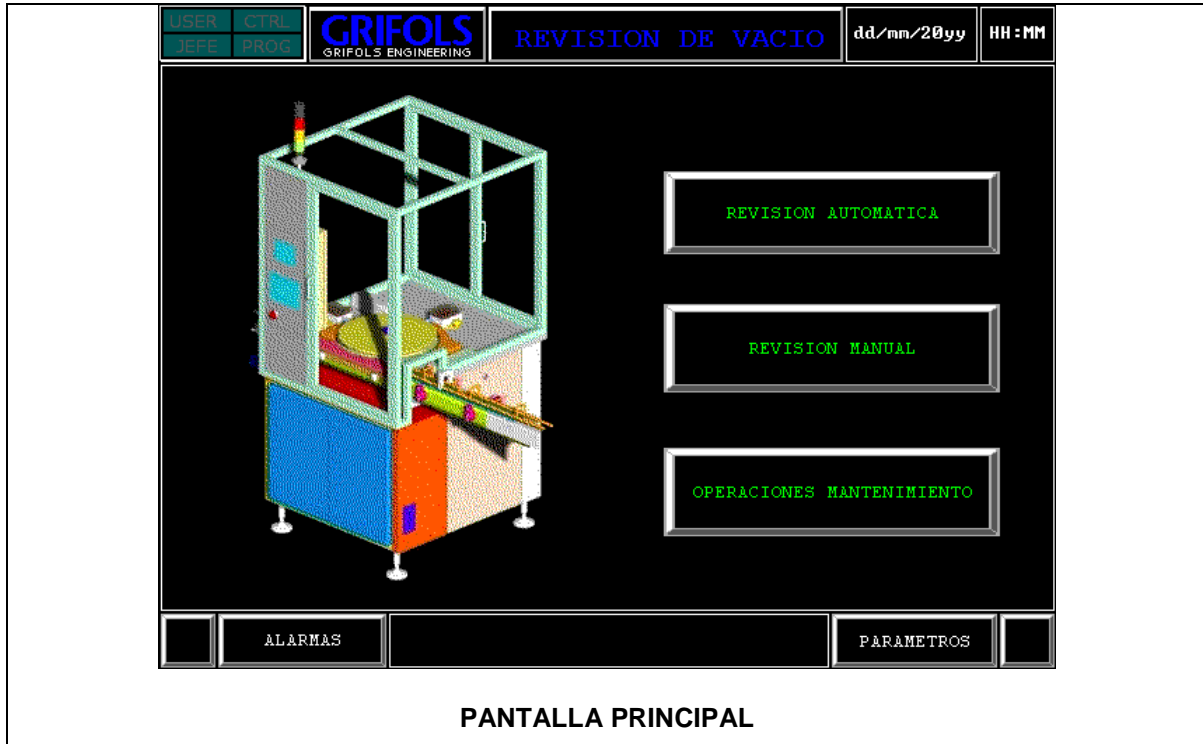 USER CTRL
JEFE PROG
GRIFOLS
GRIFOLS ENGINEERING
REVISION DE VACIO
dd/mm/20yy
HH:MM
REVISION AUTOMATICA
REVISION MANUAL
OPERACIONES MANTENIMIENTO
ALARMAS
PARAMETROS
PANTALLA PRINCIPAL